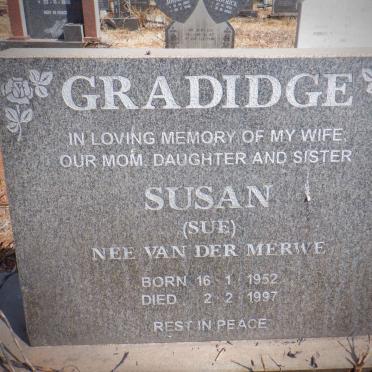 GRADIDGE
IN LOVING MEMORY OF MY WIFE,
OUR MOM, DAUGHTER AND SISTER
SUSAN
(SUE)
NEE VAN DER MERWE
BORN 16 1 1952
DIED 2 2 1997
REST IN PEACE